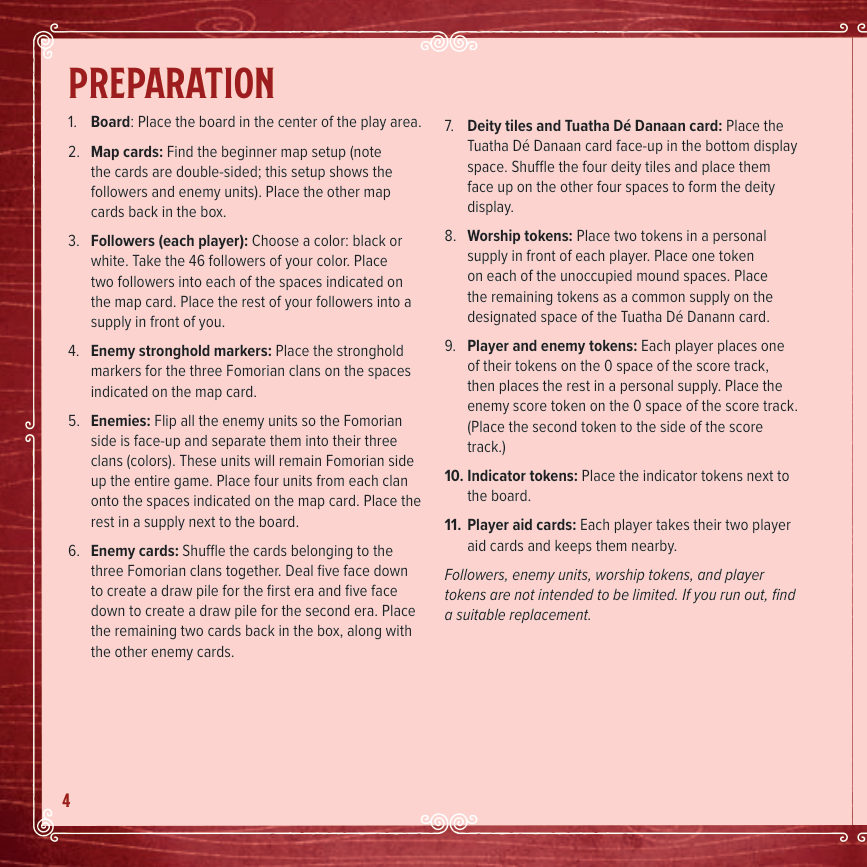 PREPARATION
1. Board: Place the board in the center of the play area.
2. Map cards: Find the beginner map setup (note
the cards are double-sided; this setup shows the
followers and enemy units). Place the other map
cards back in the box.
3. Followers (each player): Choose a color: black or
white. Take the 46 followers of your color. Place
two followers into each of the spaces indicated on
the map card. Place the rest of your followers into a
supply in front of you.
4. Enemy stronghold markers: Place the stronghold
markers for the three Fomorian clans on the spaces
indicated on the map card.
5. Enemies: Flip all the enemy units so the Fomorian
side is face-up and separate them into their three
clans (colors). These units will remain Fomorian side
up the entire game. Place four units from each clan
onto the spaces indicated on the map card. Place the
rest in a supply next to the board.
6. Enemy cards: Shuffle the cards belonging to the
three Fomorian clans together. Deal five face down
to create a draw pile for the first era and five face
down to create a draw pile for the second era. Place
the remaining two cards back in the box, along with
the other enemy cards.
7. Deity tiles and Tuatha Dé Danaan card: Place the
Tuatha Dé Danaan card face-up in the bottom display
space. Shuffle the four deity tiles and place them
face up on the other four spaces to form the deity
display.
8. Worship tokens: Place two tokens in a personal
supply in front of each player. Place one token
on each of the unoccupied mound spaces. Place
the remaining tokens as a common supply on the
designated space of the Tuatha Dé Danann card.
9. Player and enemy tokens: Each player places one
of their tokens on the 0 space of the score track,
then places the rest in a personal supply. Place the
enemy score token on the 0 space of the score track.
(Place the second token to the side of the score
track.)
10. Indicator tokens: Place the indicator tokens next to
the board.
11. Player aid cards: Each player takes their two player
aid cards and keeps them nearby.
Followers, enemy units, worship tokens, and player
tokens are not intended to be limited. If you run out, find
a suitable replacement.
4